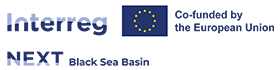 Interreg
Co-funded by
the European Union
NEXT Black Sea Basin